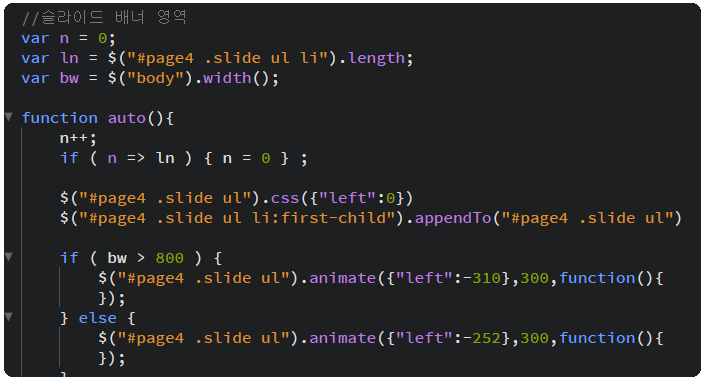 //슬라이드 배너 영역
var n = 0;
var ln = $("#page4 .slide ul li").length;
var bw = $("body").width();
function auto(){
n++;
if ( n => ln ) { n = 0 } ;
$("#page4 .slide ul").css({"left":0})
$("#page4 .slide ul li:first-child").appendTo("#page4 .slide ul")
if ( bw > 800 ) {
$("#page4 .slide ul").animate({"left":-310},300,function(){
});
} else {
$("#page4 .slide ul").animate({"left":-252},300,function(){
});
}